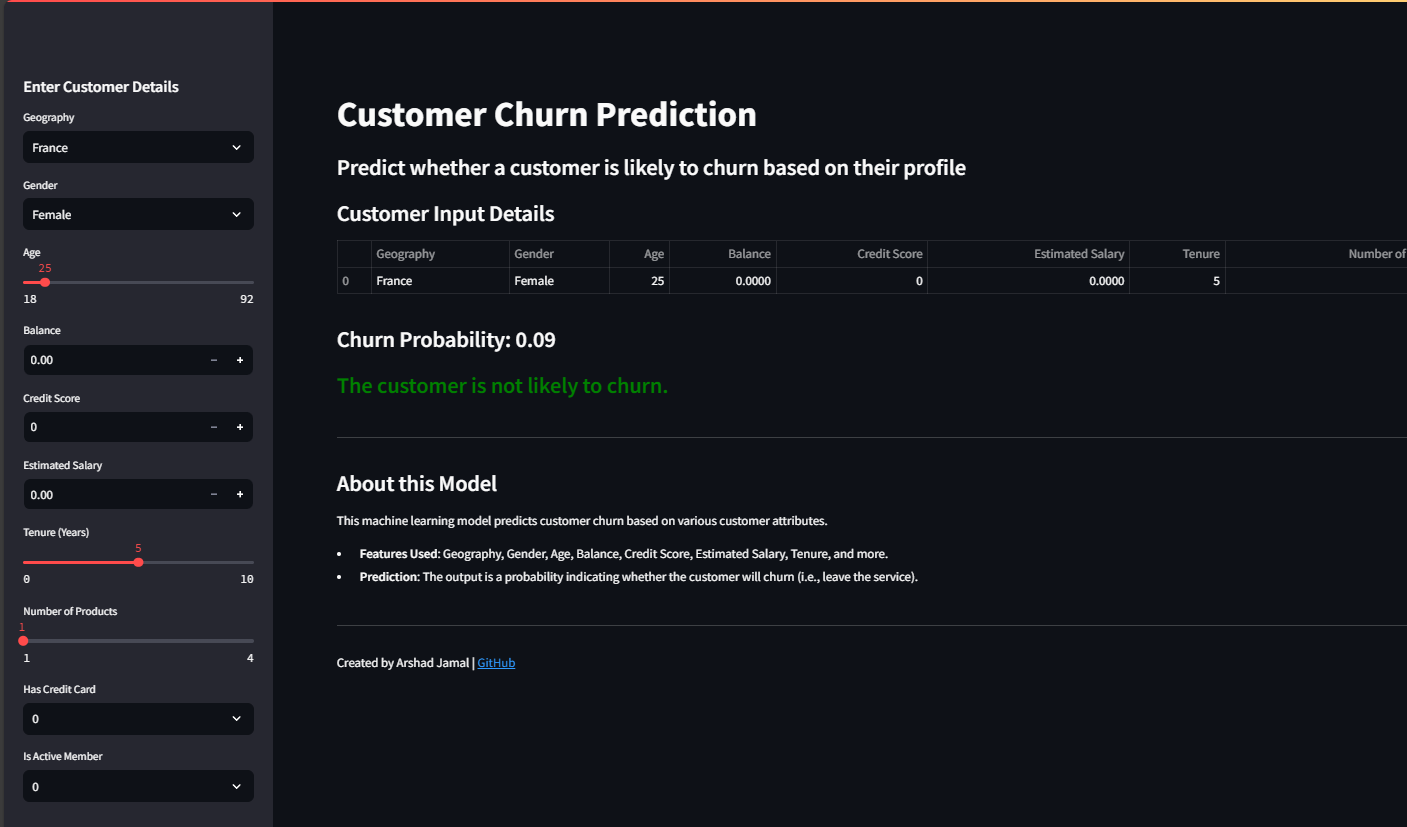 Enter Customer Details
Geography
France
Gender
Female
Age
25
18 92
Balance
0.00
Credit Score
0
Estimated Salary
0.00
Tenure (Years)
5
0 10
Number of Products
1
1 4
Has Credit Card
0
Is Active Member
0
Customer Churn Prediction
Predict whether a customer is likely to churn based on their profile
Customer Input Details
Geography Gender Age Balance Credit Score Estimated Salary Tenure Number of
0 France Female 25 0.0000 0 0.0000 5
Churn Probability: 0.09
The customer is not likely to churn.
About this Model
This machine learning model predicts customer churn based on various customer attributes.
• Features Used: Geography, Gender, Age, Balance, Credit Score, Estimated Salary, Tenure, and more.
• Prediction: The output is a probability indicating whether the customer will churn (i.e., leave the service).
Created by Arshad Jamal | GitHub